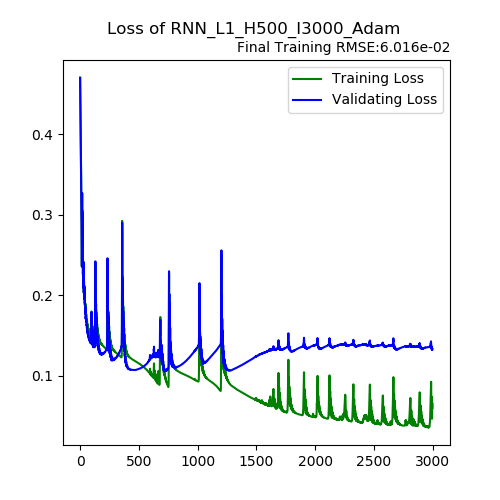 Loss of RNN_L1_H500_I3000_Adam
Final Training RMSE:6.016e-02
Training Loss
Validating Loss
0.4
0.3
0.2
0.1
0 500 1000 1500 2000 2500 3000